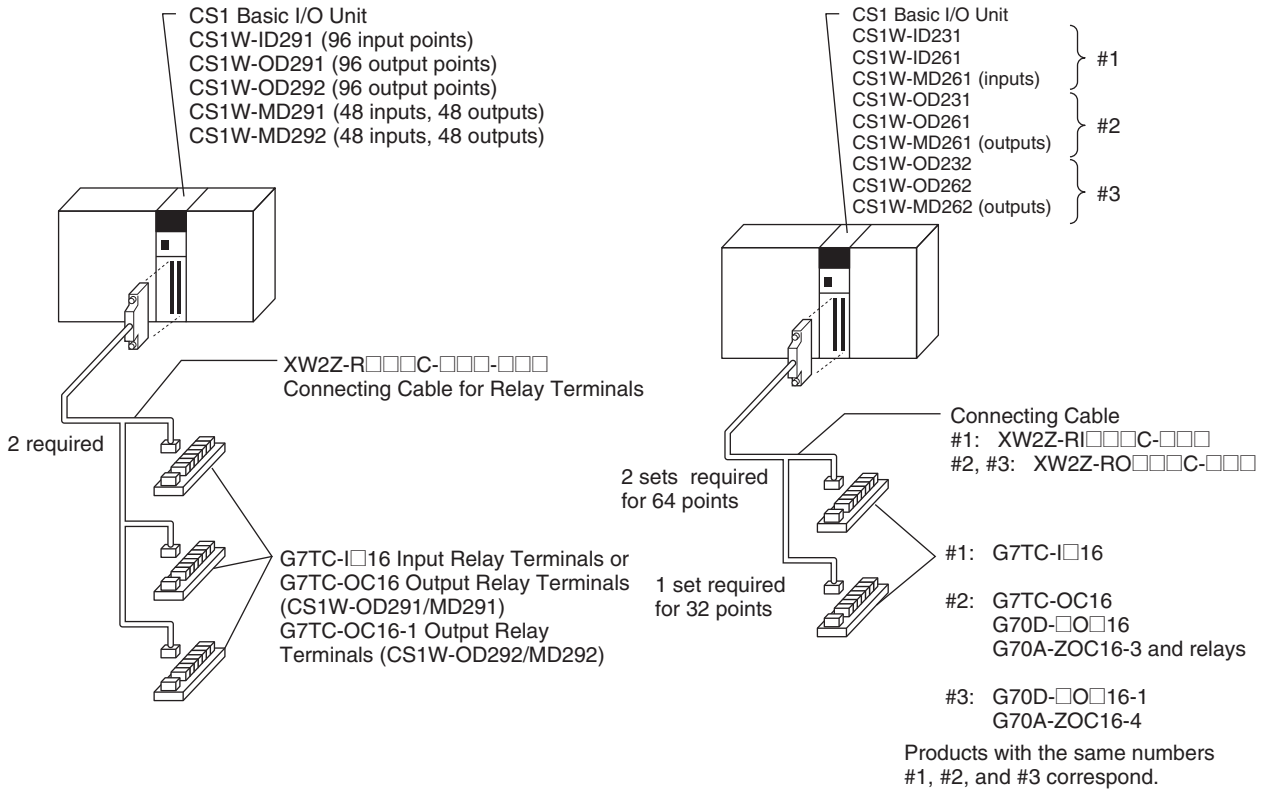 CS1 Basic I/O Unit
CS1W-ID291 (96 input points)
CS1W-OD291 (96 output points)
CS1W-OD292 (96 output points)
CS1W-MD291 (48 inputs, 48 outputs)
CS1W-MD292 (48 inputs, 48 outputs)
XW2Z-R□□□C-□□□-□□□
Connecting Cable for Relay Terminals
2 required
G7TC-I□16 Input Relay Terminals or
G7TC-OC16 Output Relay Terminals
(CS1W-OD291/MD291)
G7TC-OC16-1 Output Relay
Terminals (CS1W-OD292/MD292)
CS1 Basic I/O Unit
CS1W-ID231
CS1W-ID261
CS1W-MD261 (inputs)
#1
CS1W-OD231
CS1W-OD261
CS1W-MD261 (outputs)
#2
CS1W-OD232
CS1W-OD262
CS1W-MD262 (outputs)
#3
Connecting Cable
#1: XW2Z-RI□□□C-□□□
#2, #3: XW2Z-RO□□□C-□□□
2 sets required
for 64 points
1 set required
for 32 points
#1: G7TC-I□16
#2: G7TC-OC16
G70D-□O□16
G70A-ZOC16-3 and relays
#3: G70D-□O□16-1
G70A-ZOC16-4
Products with the same numbers
#1, #2, and #3 correspond.